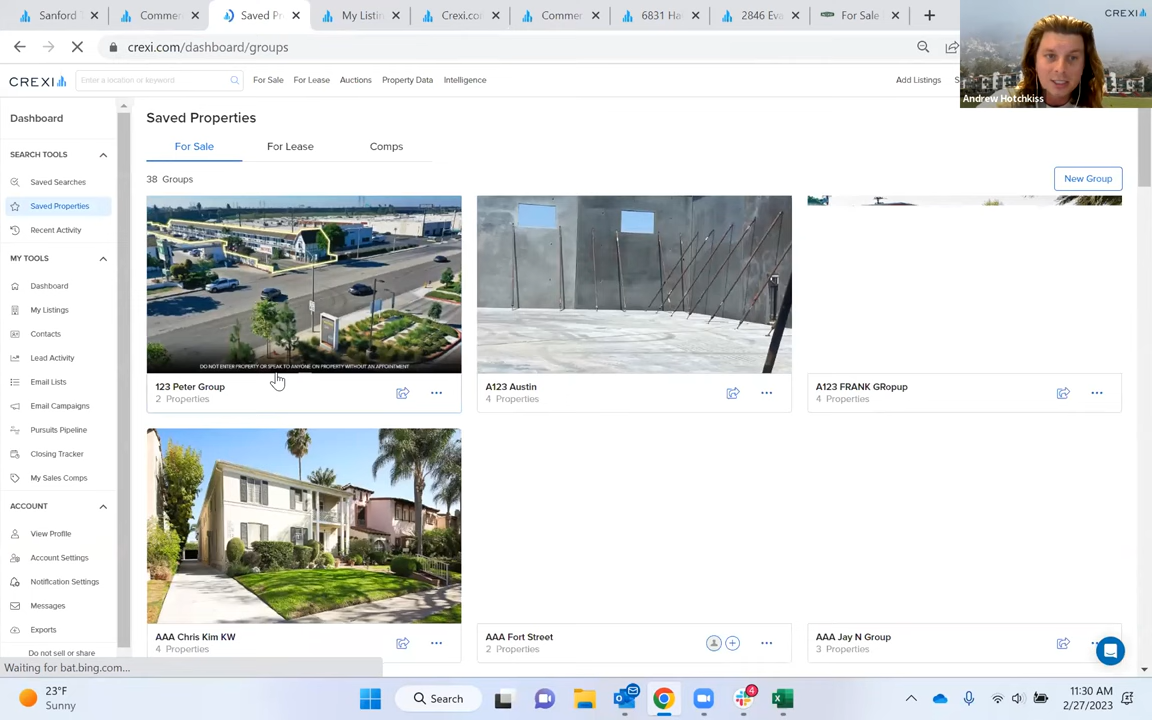 Sanford
Commer
Saved Pr
My Listin
Crexi.co
Commer
6831 Ha
2846 Eva
For Sale
CREXI
crexi.com/dashboard/groups
Andrew Hotchkiss
CREXI
Enter a location or keyword
For Sale
For Lease
Auctions
Property Data
Intelligence
Add Listings
Dashboard
SEARCH TOOLS
Saved Searches
Saved Properties
Recent Activity
MY TOOLS
Dashboard
My Listings
Contacts
Lead Activity
Email Lists
Email Campaigns
Pursuits Pipeline
Closing Tracker
My Sales Comps
ACCOUNT
View Profile
Account Settings
Notification Settings
Messages
Exports
Do not sell or share
Saved Properties
For Sale
For Lease
Comps
38 Groups
New Group
DO NOT ENTER PROPERTY OR SPEAK TO ANYONE ON PROPERTY WITHOUT AN APPOINTMENT
123 Peter Group
2 Properties
A123 Austin
4 Properties
A123 FRANK GRopup
4 Properties
AAA Chris Kim KW
4 Properties
AAA Fort Street
2 Properties
AAA Jay N Group
3 Properties
Waiting for bat.bing.com...
23°F
Sunny
Search
4
11:30 AM
2/27/2023